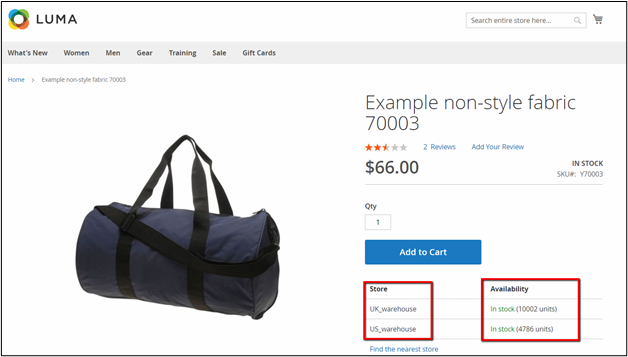 LUMA
Search entire store here...
What's New Women Men Gear Training Sale Gift Cards
Home > Example non-style fabric 70003
Example non-style fabric
70003
2 Reviews Add Your Review
$66.00
IN STOCK
SKU#: Y70003
Qty
1
Add to Cart
Store Availability
UK_warehouse In stock (10002 units)
US_warehouse In stock (4786 units)
Find the nearest store